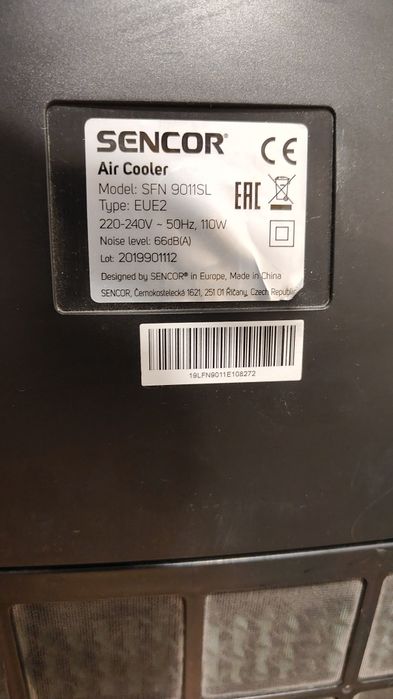 SENCOR®
Air Cooler
Model: SFN 9011SL
Type: EUE2
220-240V ~ 50Hz, 110W
Noise level: 66dB(A)
Lot: 2019901112
Designed by SENCOR® in Europe, Made in China
SENCOR, Černokostelecká 1621, 251 01 Říčany, Czech Republic
CE
EAC
19LFN9011E108272